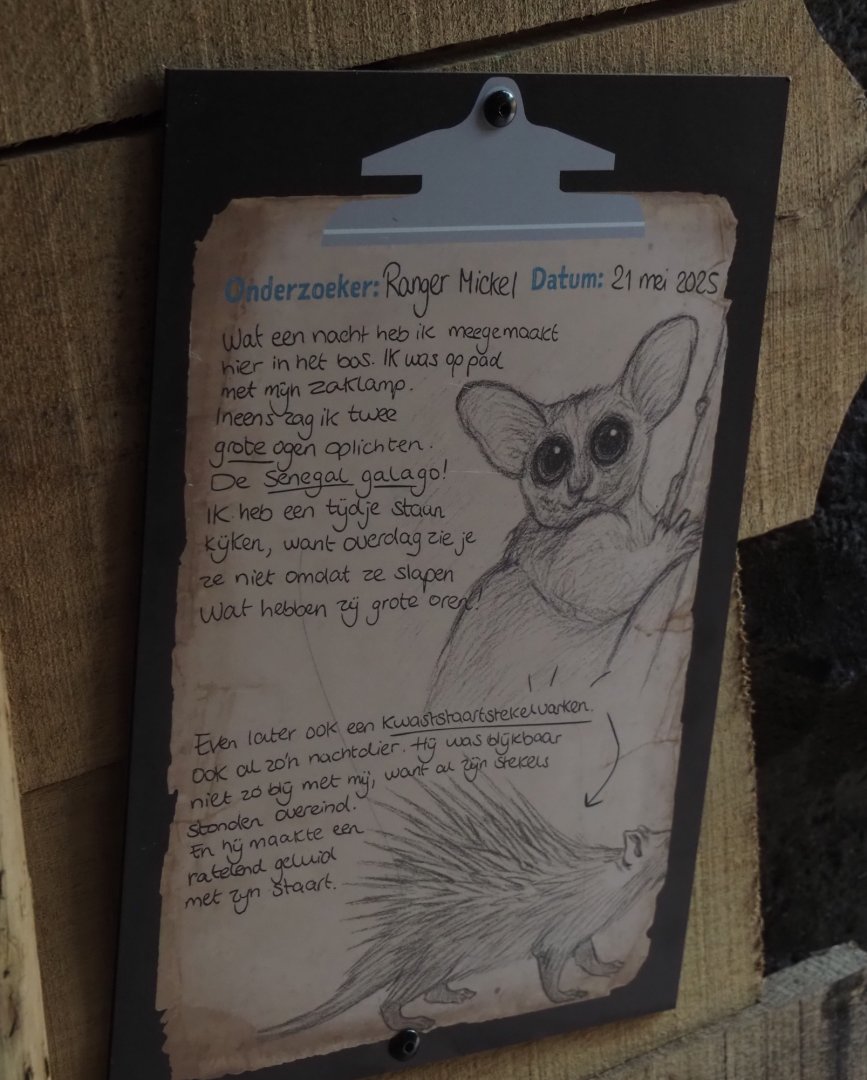 Onderzoeker: Ranger Mickel Datum: 21 mei 2025
Wat een nacht heb ik meegemaakt
hier in het bos. Ik was op pad
met mijn zaklamp.
Ineens zag ik twee
grote ogen oplichten.
De Senegal galago!
Ik heb een tijdje staan
kijken, want overdag zie je
ze niet omdat ze slapen
Wat hebben zij grote oren!
Even later ook een kwaststaartstekelvarken.
Ook al zo'n nachtdier. Hij was blijkbaar
niet zo blij met mij, want al zijn stekels
stonden overeind.
En hij maakte een
ratelend geluid
met zijn staart.